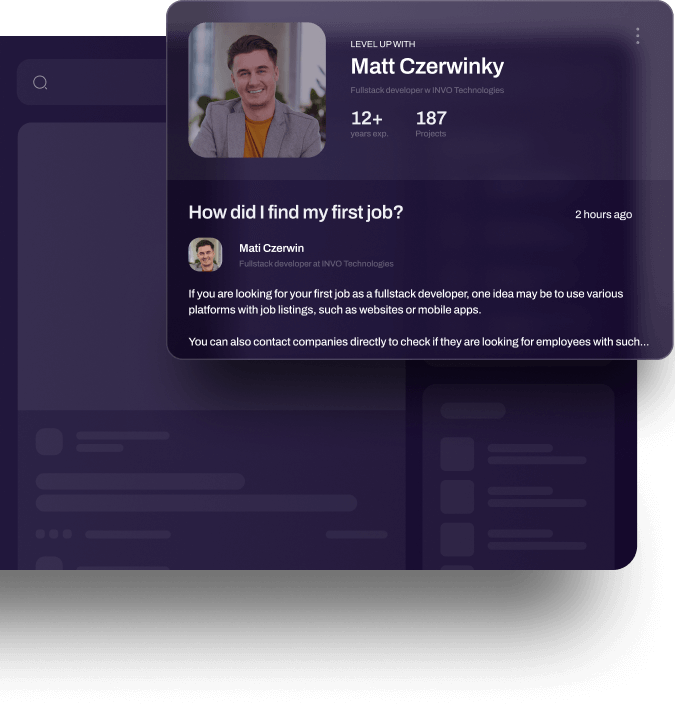 LEVEL UP WITH
Matt Czerwinky
Fullstack developer w INVO Technologies
12+ 187
years exp. Projects
How did I find my first job?
2 hours ago
Mati Czerwin
Fullstack developer at INVO Technologies
If you are looking for your first job as a fullstack developer, one idea may be to use various
platforms with job listings, such as websites or mobile apps.
You can also contact companies directly to check if they are looking for employees with such...